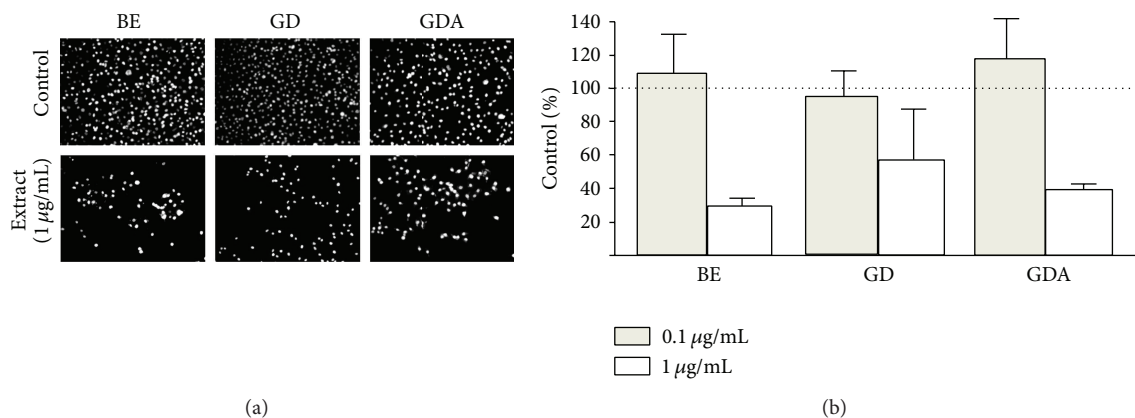 BE GD GDA
Control
Extract
(1 μg/mL)
(a)
Control (%)
140
120
100
80
60
40
20
BE GD GDA
0.1 μg/mL
1 μg/mL
(b)